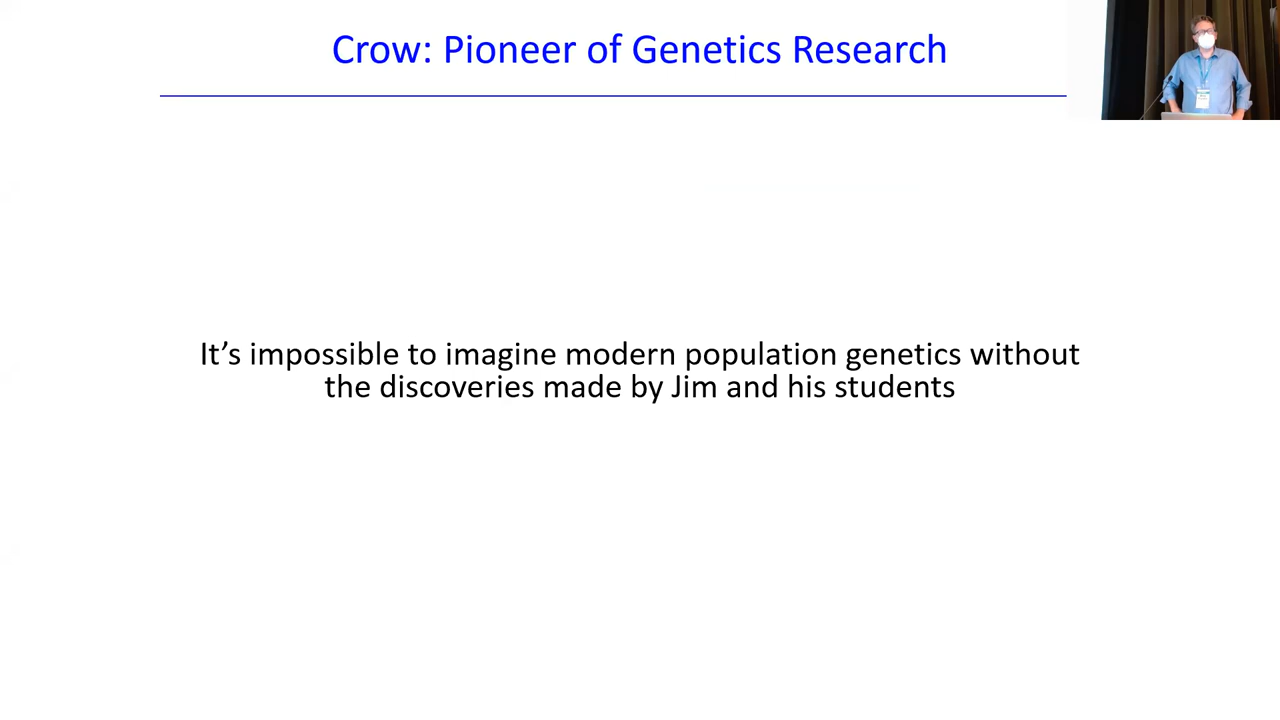 Crow: Pioneer of Genetics Research
It’s impossible to imagine modern population genetics without
the discoveries made by Jim and his students